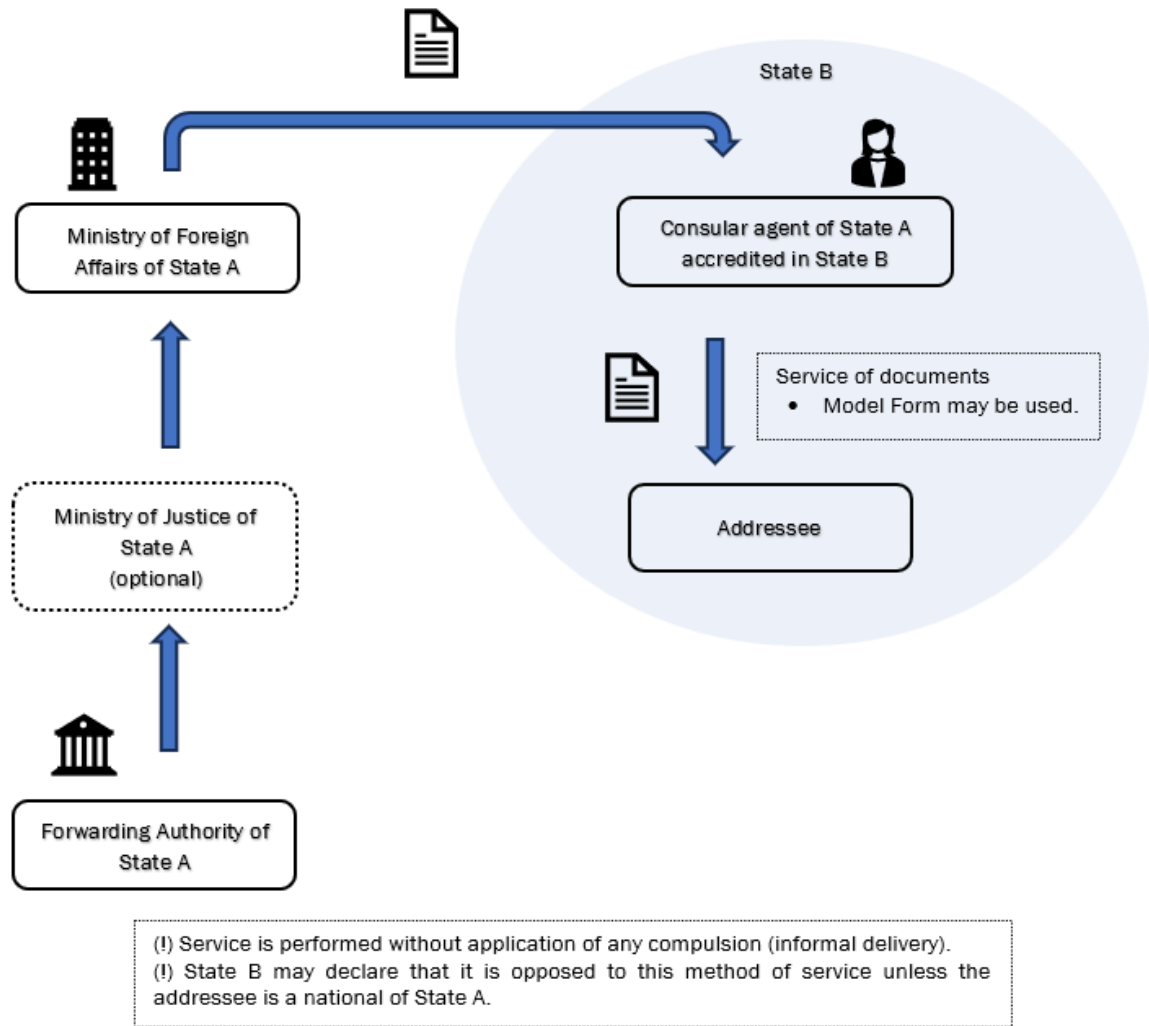 State B
Ministry of Foreign
Affairs of State A
Consular agent of State A
accredited in State B
Service of documents
• Model Form may be used.
Ministry of Justice of
State A
(optional)
Addressee
Forwarding Authority of
State A
(!) Service is performed without application of any compulsion (informal delivery).
(!) State B may declare that it is opposed to this method of service unless the
addressee is a national of State A.